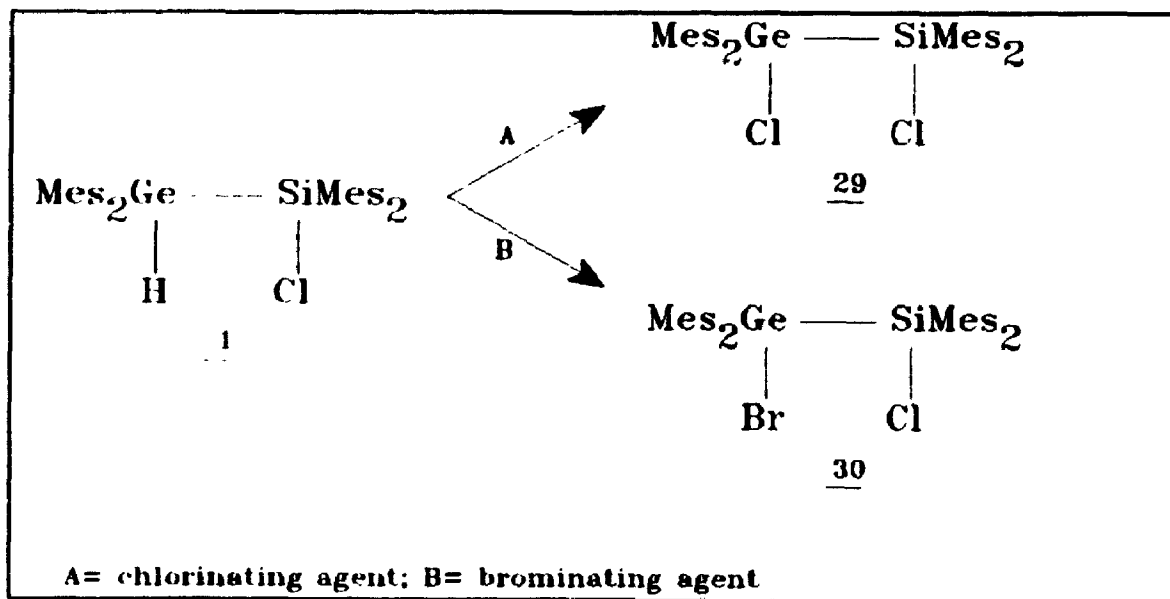 Mes2Ge — SiMes2
Cl Cl
29
A
Mes2Ge — SiMes2
H Cl
1
B
Mes2Ge — SiMes2
Br Cl
30
A= chlorinating agent; B= brominating agent